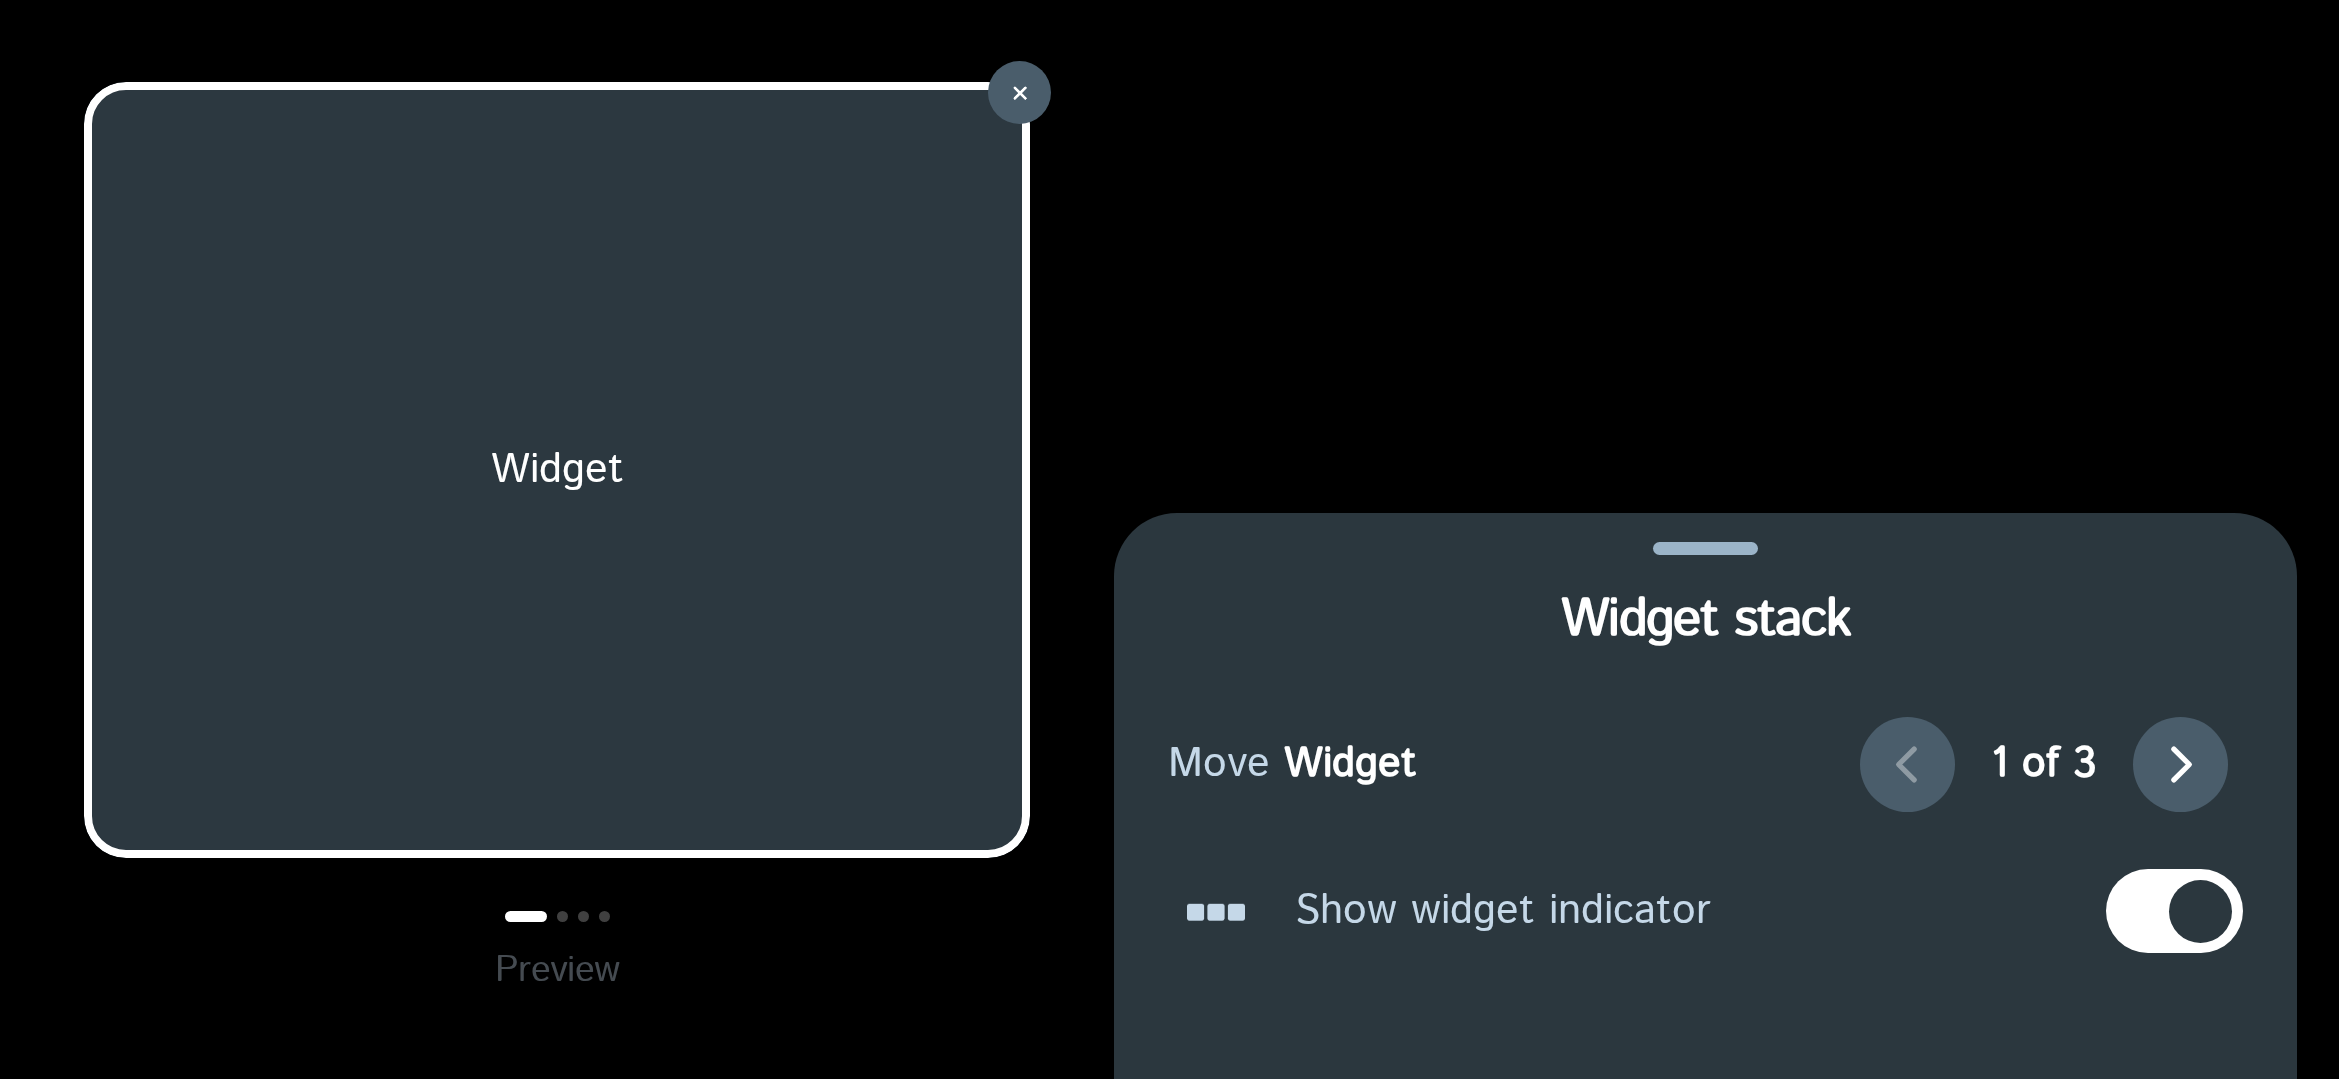 Widget
Preview
Widget stack
Move Widget
1 of 3
Show widget indicator